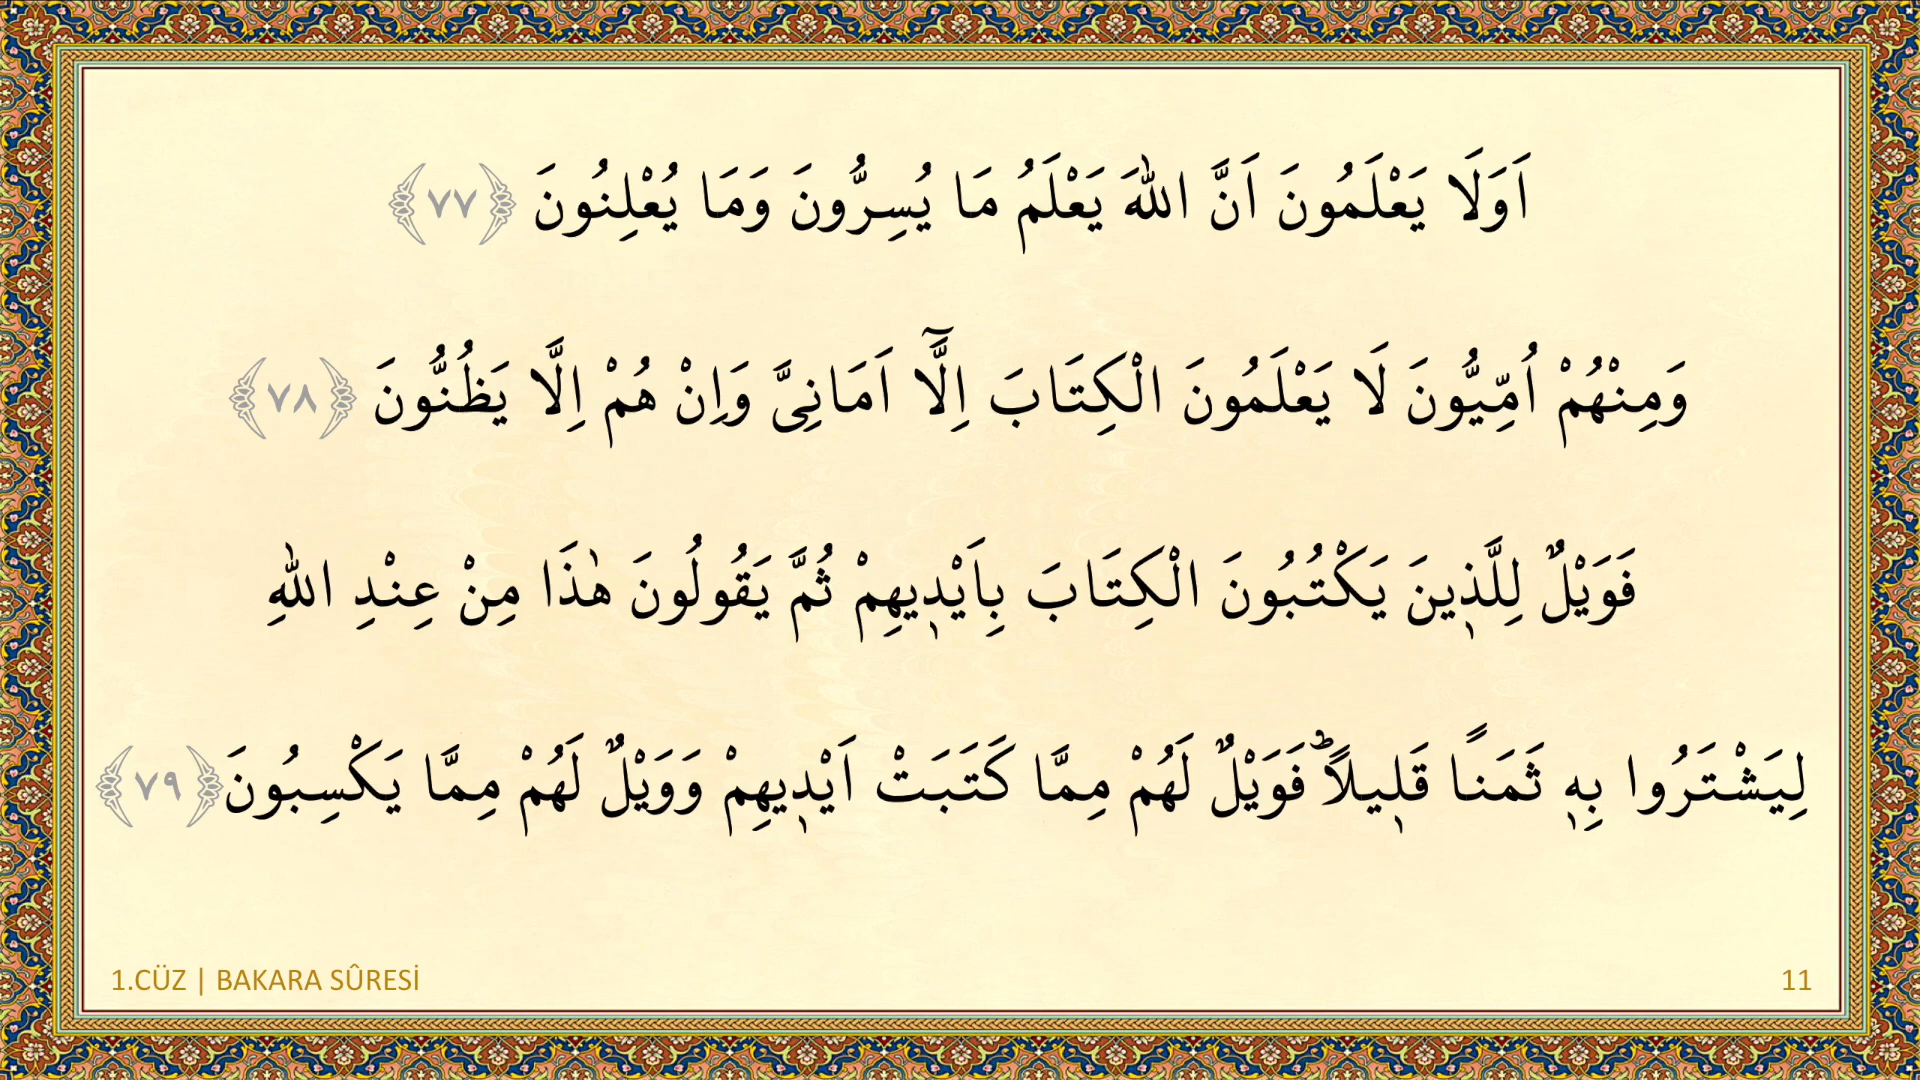 اَوَلَا يَعْلَمُونَ اَنَّ اللّٰهَ يَعْلَمُ مَا يُسِرُّونَ وَمَا يُعْلِنُونَ ﴿٧٧﴾
وَمِنْهُمْ اُمِّيُّونَ لَا يَعْلَمُونَ الْكِتَابَ اِلَّٓا اَمَانِىَّ وَاِنْ هُمْ اِلَّا يَظُنُّونَ ﴿٧٨﴾
فَوَيْلٌ لِلَّذ۪ينَ يَكْتُبُونَ الْكِتَابَ بِاَيْد۪يهِمْ ثُمَّ يَقُولُونَ هٰذَا مِنْ عِنْدِ اللّٰهِ
لِيَشْتَرُوا بِه۪ ثَمَنًا قَل۪يلًاۜ فَوَيْلٌ لَهُمْ مِمَّا كَتَبَتْ اَيْد۪يهِمْ وَوَيْلٌ لَهُمْ مِمَّا يَكْسِبُونَ ﴿٧٩﴾
1.CÜZ | BAKARA SÛRESİ
11